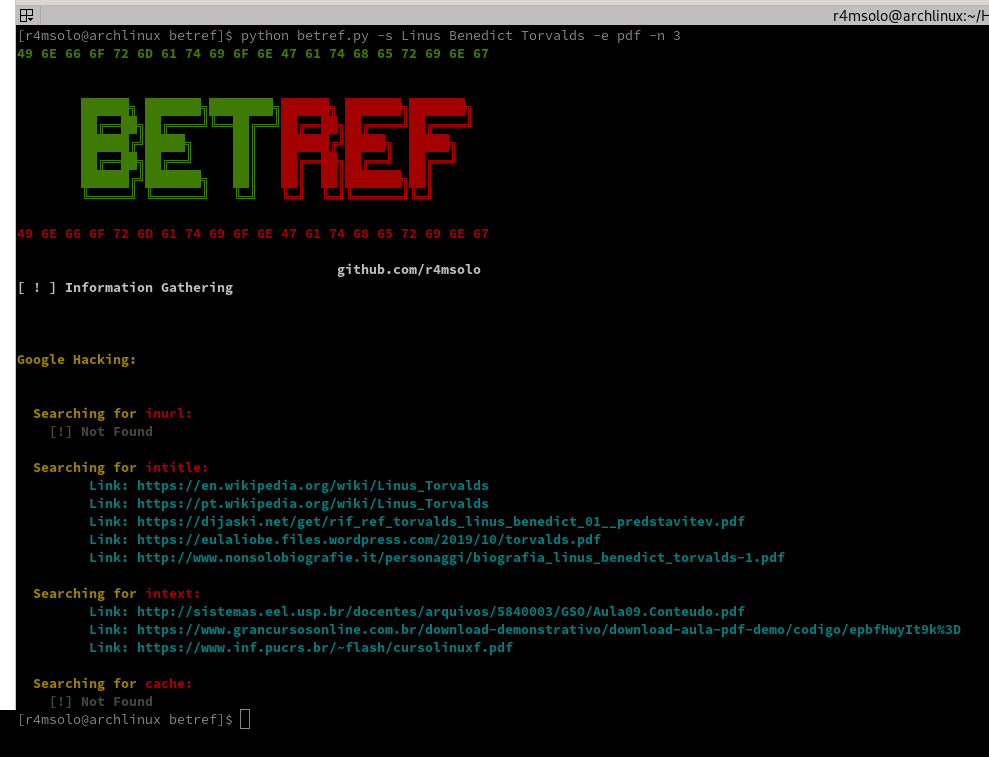 r4msolo@archlinux:~/H
[r4msolo@archlinux betref]$ python betref.py -s Linus Benedict Torvalds -e pdf -n 3
49 6E 66 6F 72 6D 61 74 69 6F 6E 47 61 74 68 65 72 69 6E 67
BETREF
49 6E 66 6F 72 6D 61 74 69 6F 6E 47 61 74 68 65 72 69 6E 67
github.com/r4msolo
[ ! ] Information Gathering
Google Hacking:
Searching for inurl:
[!] Not Found
Searching for intitle:
Link: https://en.wikipedia.org/wiki/Linus_Torvalds
Link: https://pt.wikipedia.org/wiki/Linus_Torvalds
Link: https://dijaski.net/get/rif_ref_torvalds_linus_benedict_01__predstavitev.pdf
Link: https://eulaliobe.files.wordpress.com/2019/10/torvalds.pdf
Link: http://www.nonsolobiografie.it/personaggi/biografia_linus_benedict_torvalds-1.pdf
Searching for intext:
Link: http://sistemas.eel.usp.br/docentes/arquivos/5840003/GSO/Aula09.Conteudo.pdf
Link: https://www.grancursosonline.com.br/download-demonstrativo/download-aula-pdf-demo/codigo/epbfHwyIt9k%3D
Link: https://www.inf.pucrs.br/~flash/cursolinuxf.pdf
Searching for cache:
[!] Not Found
[r4msolo@archlinux betref]$